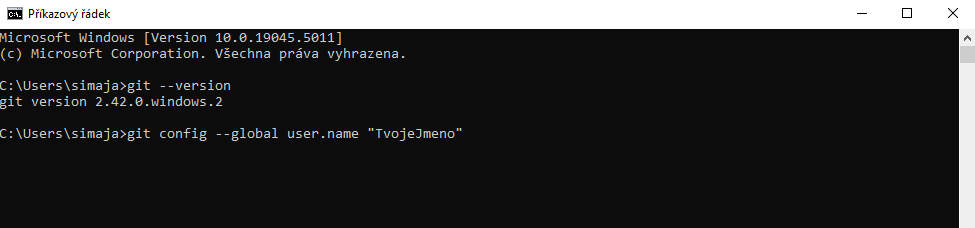 Příkazový řádek
Microsoft Windows [Version 10.0.19045.5011]
(c) Microsoft Corporation. Všechna práva vyhrazena.
C:\Users\simaja>git --version
git version 2.42.0.windows.2
C:\Users\simaja>git config --global user.name "TvojeJmeno"